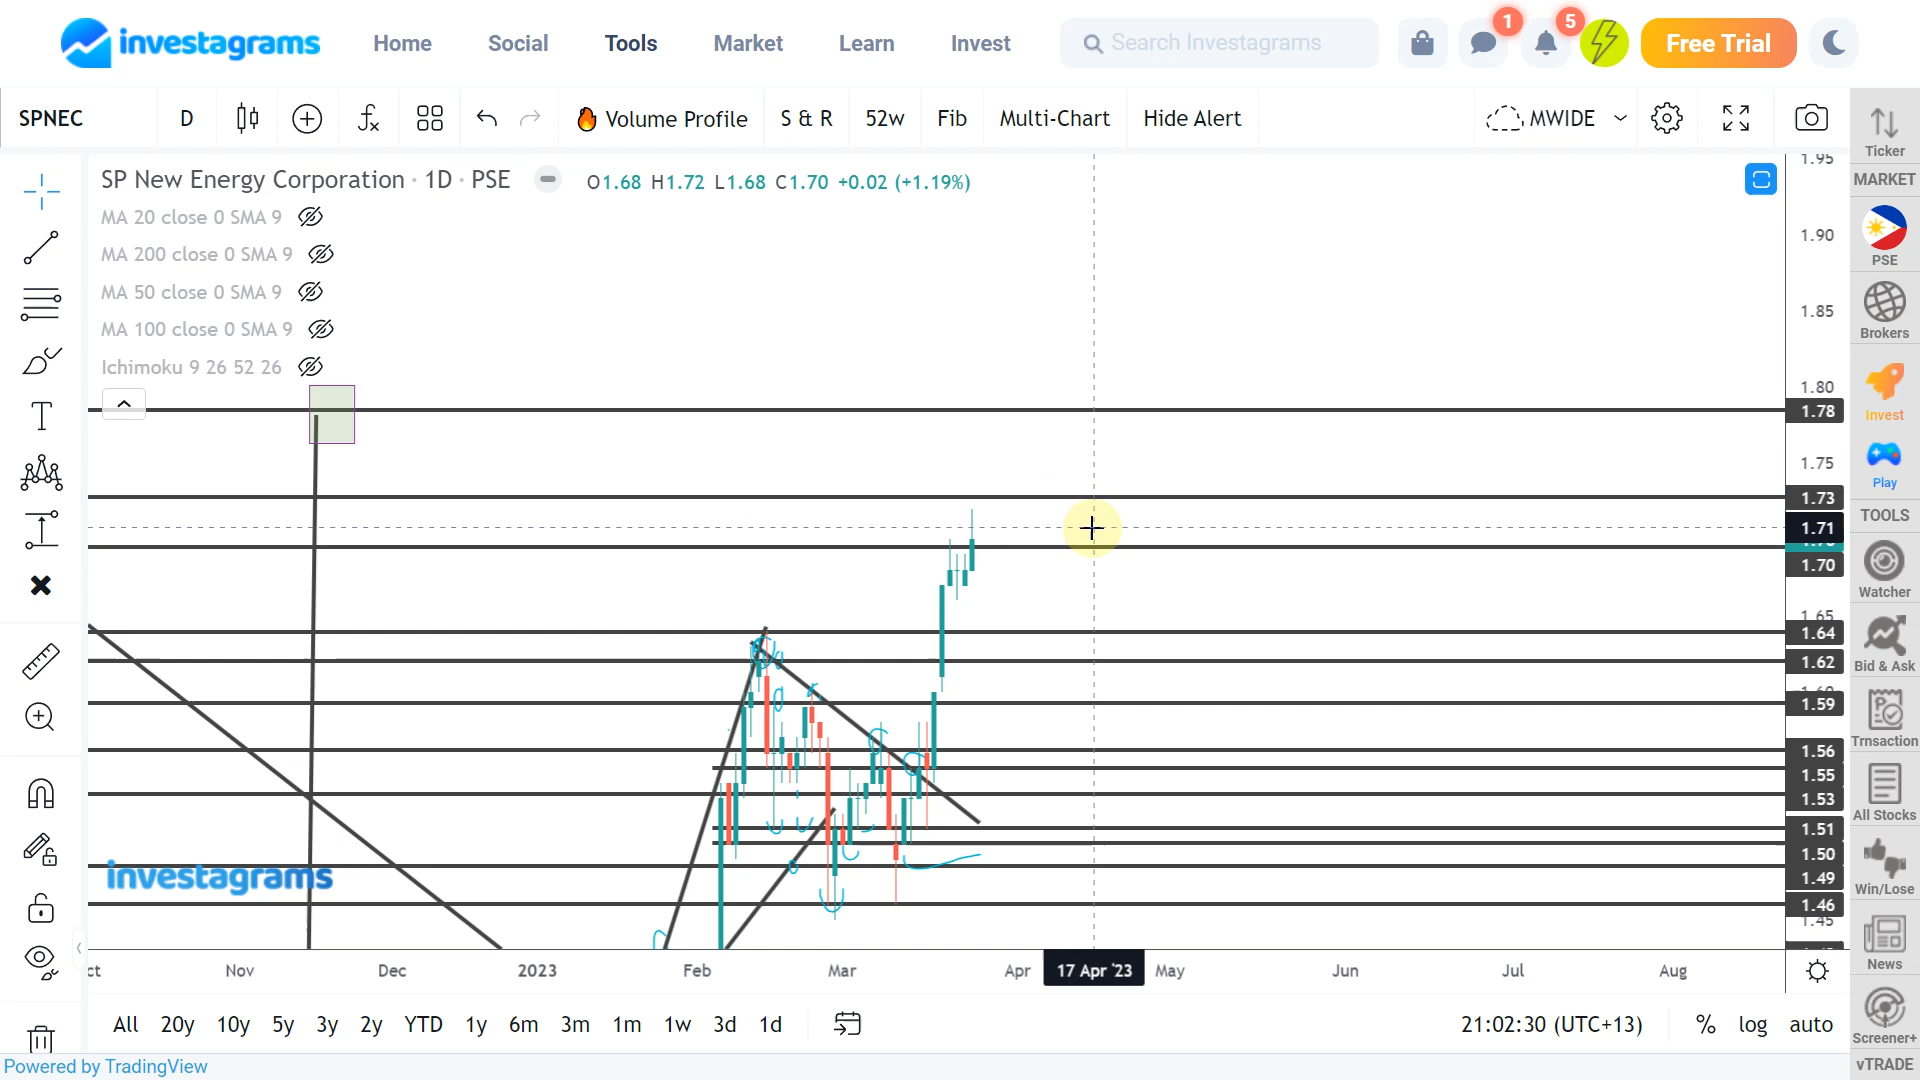 investagrams Home Social Tools Market Learn Invest Search Investagrams 1 5 Free Trial
SPNEC D Volume Profile S & R 52w Fib Multi-Chart Hide Alert MWIDE
SP New Energy Corporation · 1D · PSE O1.68 H1.72 L1.68 C1.70 +0.02 (+1.19%)
MA 20 close 0 SMA 9
MA 200 close 0 SMA 9
MA 50 close 0 SMA 9
MA 100 close 0 SMA 9
Ichimoku 9 26 52 26
1.95
1.90
1.85
1.80
1.78
1.75
1.73
1.71
1.70
1.65
1.64
1.62
1.59
1.56
1.55
1.53
1.51
1.50
1.49
1.46
1.45
investagrams
ct Nov Dec 2023 Feb Mar Apr 17 Apr '23 May Jun Jul Aug
All 20y 10y 5y 3y 2y YTD 1y 6m 3m 1m 1w 3d 1d 21:02:30 (UTC+13) % log auto
Powered by TradingView
Ticker
MARKET
PSE
Brokers
Invest
Play
TOOLS
Watcher
Bid & Ask
Trnsaction
All Stocks
Win/Lose
News
Screener+
vTRADE